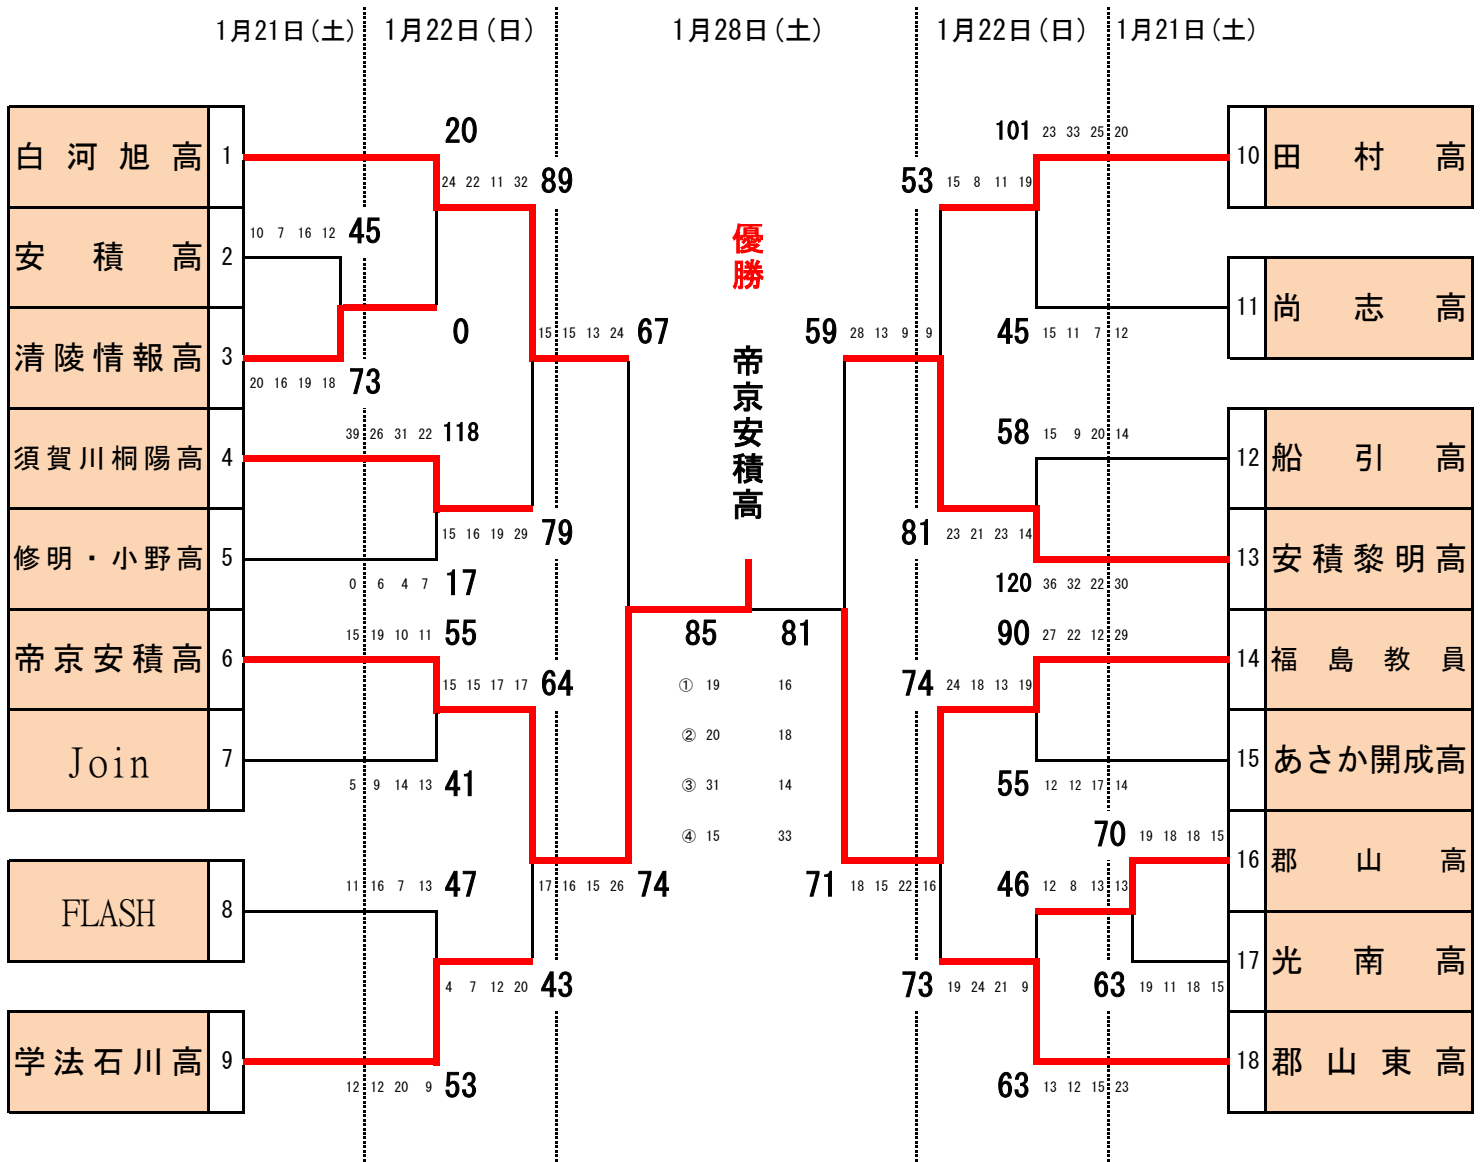 1月21日(土) 1月22日(日) 1月28日(土) 1月22日(日) 1月21日(土)
20
101 23 33 25 20
白河旭高 1
10 田村高
24 22 11 32 89
53 15 8 11 19
10 7 16 12 45
安積高 2
優勝
11 尚志高
0
15 15 13 24 67
59 28 13 9 9
45 15 11 7 12
清陵情報高 3
帝京安積高
20 16 19 18 73
39 26 31 22 118
58 15 9 20 14
須賀川桐陽高 4
12 船引高
15 16 19 29 79
81 23 21 23 14
修明・小野高 5
13 安積黎明高
0 6 4 7 17
120 36 32 22 30
15 19 10 11 55
85 81
90 27 22 12 29
帝京安積高 6
14 福島教員
15 15 17 17 64
① 19 16
74 24 18 13 19
② 20 18
Join 7
15 あさか開成高
5 9 14 13 41
③ 31 14
55 12 12 17 14
④ 15 33
70 19 18 18 15
16 郡山高
11 16 7 13 47
17 16 15 26 74
71 18 15 22 16
46 12 8 13 13
FLASH 8
17 光南高
4 7 12 20 43
73 19 24 21 9
63 19 11 18 15
学法石川高 9
18 郡山東高
12 12 20 9 53
63 13 12 15 23